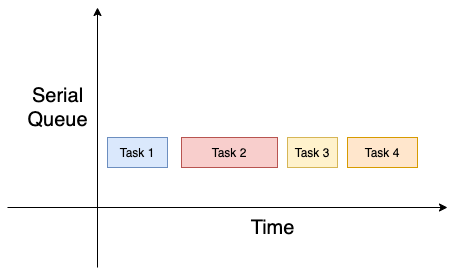 Serial
Queue
Task 1
Task 2
Task 3
Task 4
Time